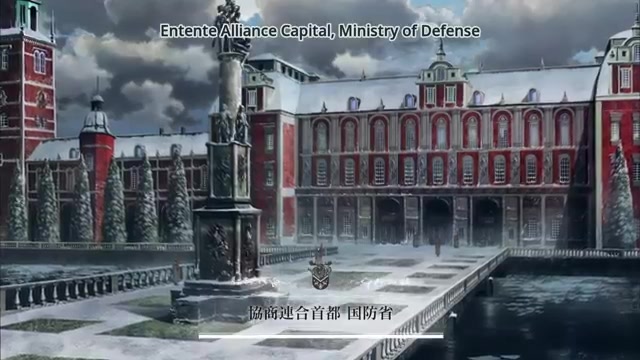 Entente Alliance Capital, Ministry of Defense
協商連合首都 国防省